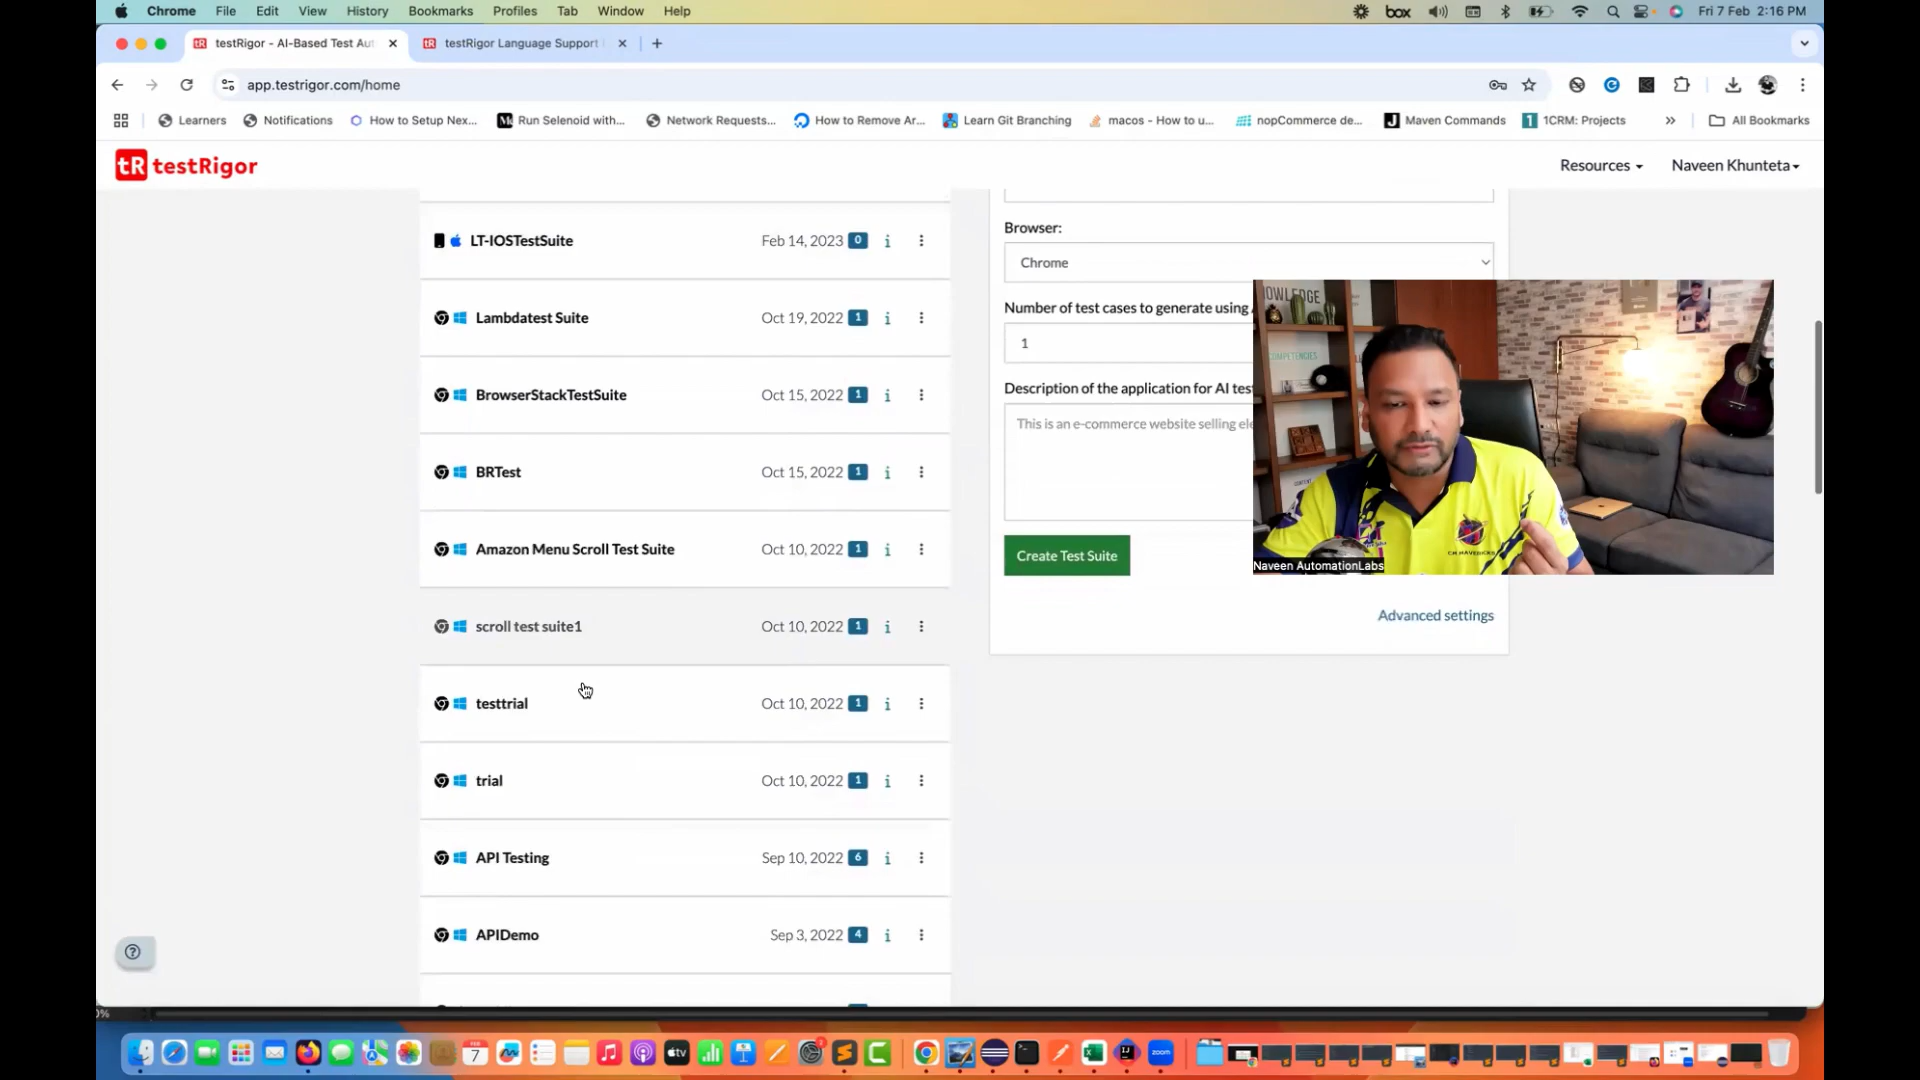 Chrome File Edit View History Bookmarks Profiles Tab Window Help box Fri 7 Feb 2:16 PM
testRigor - AI-Based Test Aut testRigor Language Support
app.testrigor.com/home
Learners Notifications How to Setup Nex... Run Selenoid with... Network Requests... How to Remove Ar... Learn Git Branching macos - How to u... nopCommerce de... Maven Commands 1CRM: Projects All Bookmarks
tR testRigor Resources Naveen Khunteta
LT-IOSTestSuite Feb 14, 2023 0
Browser:
Chrome
Lambdatest Suite Oct 19, 2022 1
Number of test cases to generate using
1
BrowserStackTestSuite Oct 15, 2022 1
Description of the application for AI test
This is an e-commerce website selling ele
BRTest Oct 15, 2022 1
Amazon Menu Scroll Test Suite Oct 10, 2022 1
Create Test Suite
Naveen AutomationLabs
Advanced settings
scroll test suite1 Oct 10, 2022 1
testtrial Oct 10, 2022 1
trial Oct 10, 2022 1
API Testing Sep 10, 2022 6
APIDemo Sep 3, 2022 4
0%